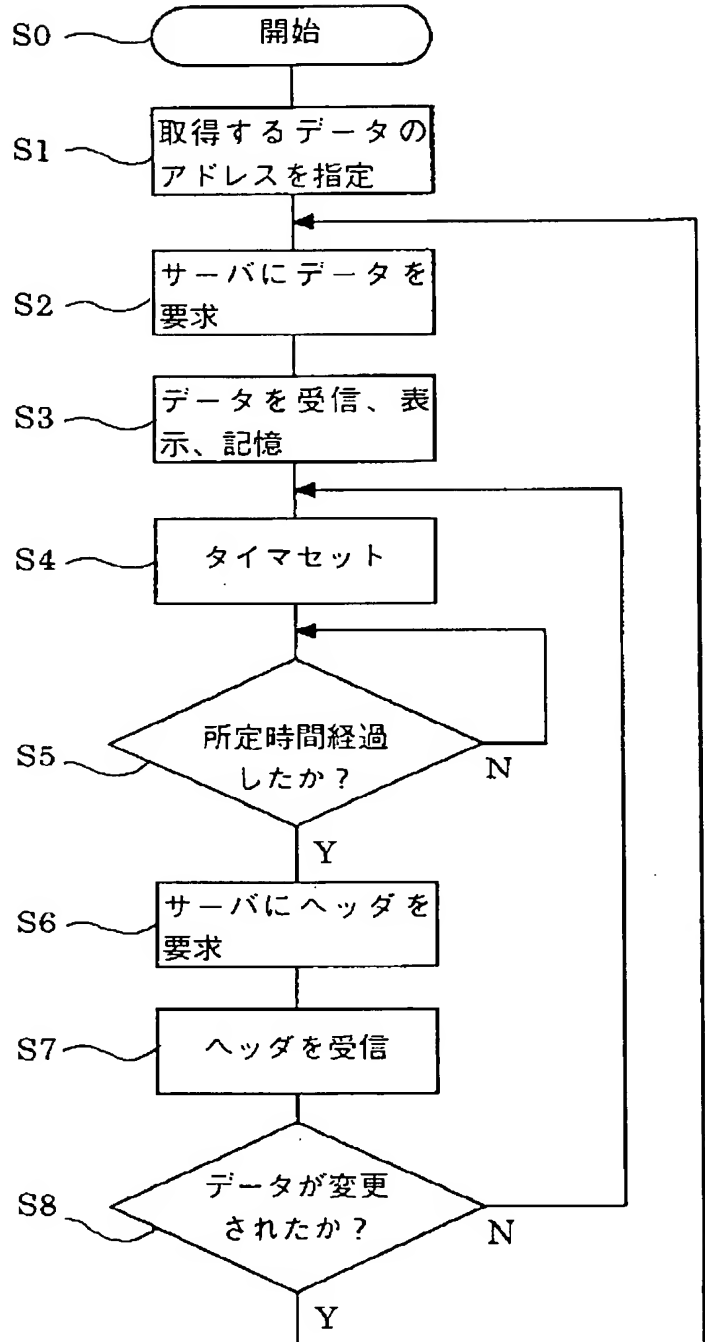 S0
開始
S1
取得するデータの
アドレスを指定
S2
サーバにデータを
要求
S3
データを受信、表
示、記憶
S4
タイマセット
S5
所定時間経過
したか？
N
Y
S6
サーバにヘッダを
要求
S7
ヘッダを受信
S8
データが変更
されたか？
N
Y